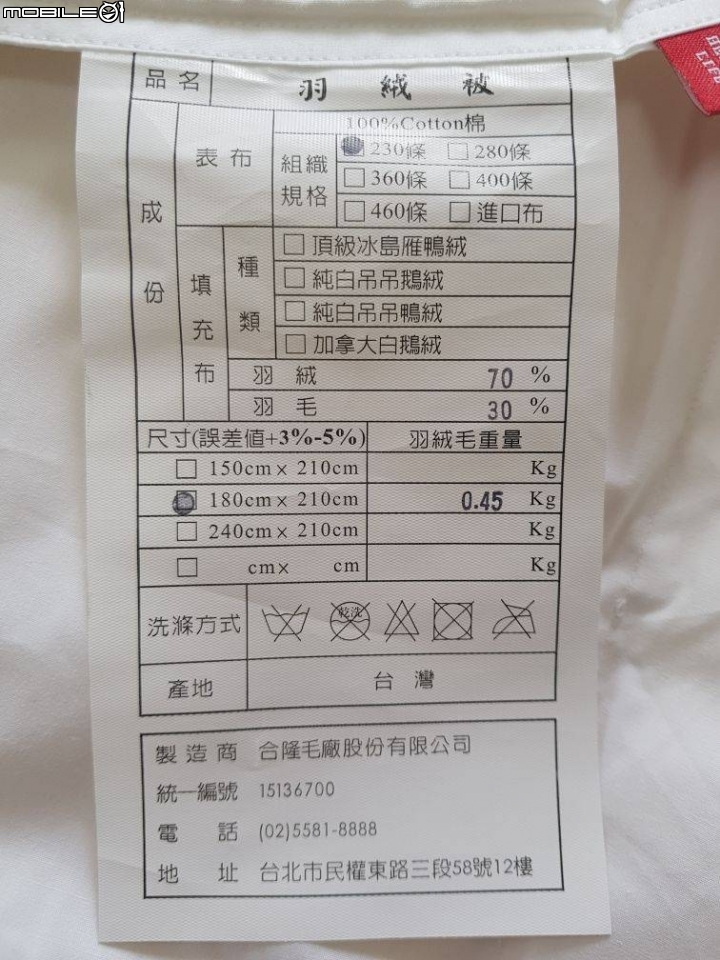 MOBILE01
品名 羽絨被
成份
表布 100%Cotton棉
組織規格
230條 280條
360條 400條
460條 進口布
填充布
種類
頂級冰島雁鴨絨
純白吊吊鵝絨
純白吊吊鴨絨
加拿大白鵝絨
羽絨 70 %
羽毛 30 %
尺寸(誤差値+3%-5%) 羽絨毛重量
150cm× 210cm Kg
180cm× 210cm 0.45 Kg
240cm× 210cm Kg
cm× cm Kg
洗滌方式 乾洗
產地 台灣
製造商 合隆毛廠股份有限公司
統一編號 15136700
電話 (02)5581-8888
地址 台北市民權東路三段58號12樓